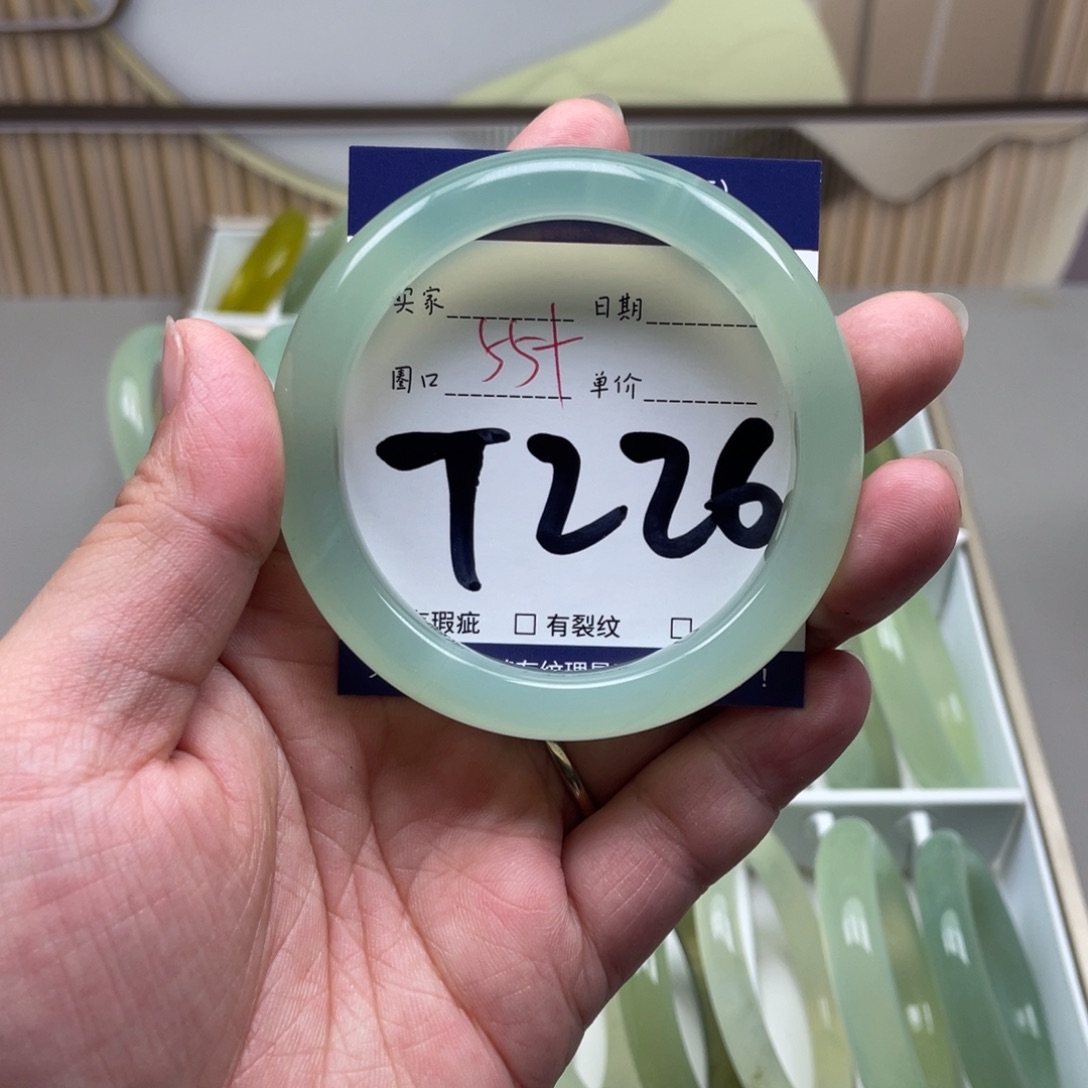 买家 日期
圈口 55+ 单价
T226
瑕疵 □ 有裂纹 □